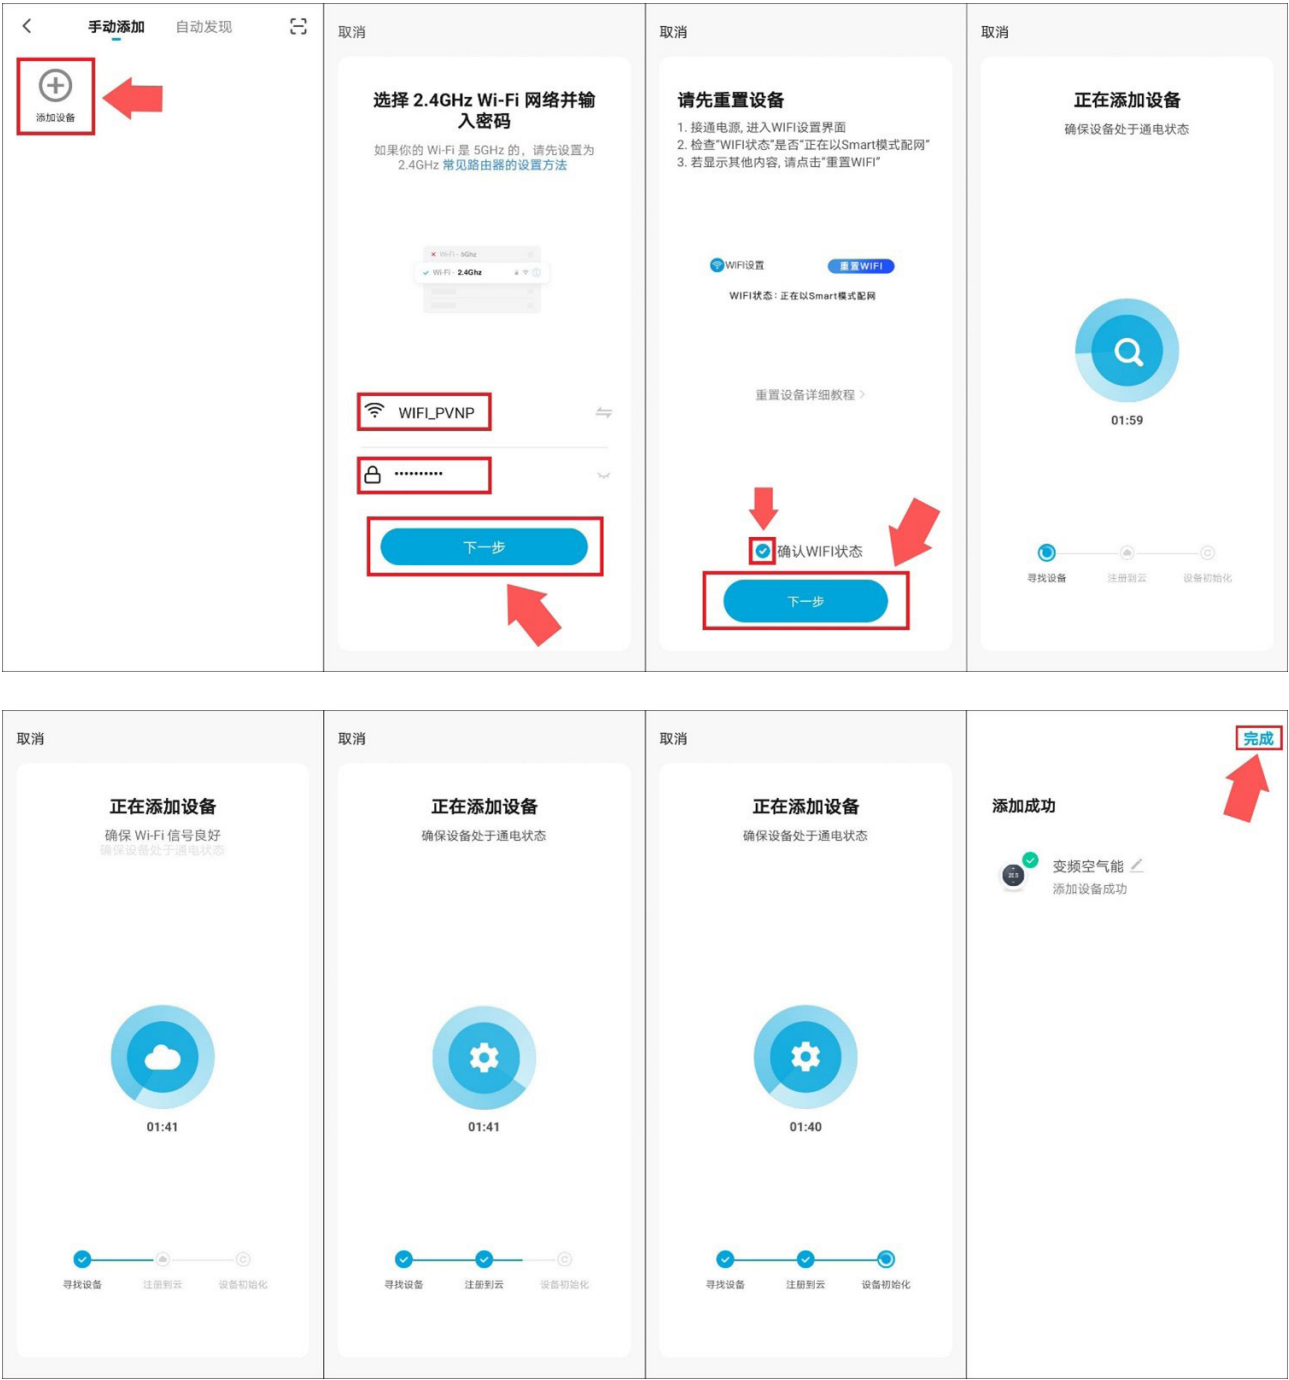 手动添加
自动发现
添加设备
取消
选择 2.4GHz Wi-Fi 网络并输
入密码
如果你的 Wi-Fi 是 5GHz 的，请先设置为
2.4GHz 常见路由器的设置方法
Wi-Fi - 5Ghz
Wi-Fi - 2.4Ghz
WIFI_PVNP
••••••••••
下一步
取消
请先重置设备
1. 接通电源, 进入WIFI设置界面
2. 检查“WIFI状态”是否“正在以Smart模式配网”
3. 若显示其他内容, 请点击“重置WIFI”
WIFI设置
重置WIFI
WIFI状态：正在以Smart模式配网
重置设备详细教程
确认WIFI状态
下一步
取消
正在添加设备
确保设备处于通电状态
01:59
寻找设备
注册到云
设备初始化
取消
正在添加设备
确保 Wi-Fi 信号良好
确保设备处于通电状态
01:41
寻找设备
注册到云
设备初始化
取消
正在添加设备
确保设备处于通电状态
01:41
寻找设备
注册到云
设备初始化
取消
正在添加设备
确保设备处于通电状态
01:40
寻找设备
注册到云
设备初始化
完成
添加成功
变频空气能
添加设备成功